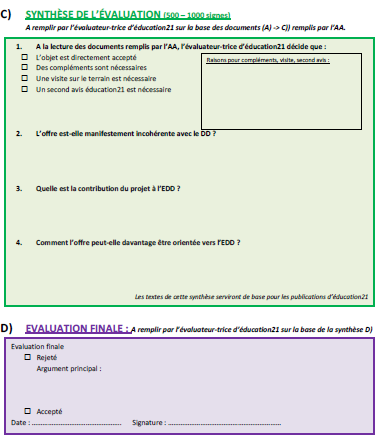 C) SYNTHÈSE DE L’ÉVALUATION (500 – 1000 signes)
A remplir par l’évaluateur-trice d’éducation21 sur la base des documents (A) -> C)) remplis par l’AA.
1. A la lecture des documents remplis par l’AA, l’évaluateur-trice d’éducation21 décide que :
☐ L’objet est directement accepté
☐ Des compléments sont nécessaires
☐ Une visite sur le terrain est nécessaire
☐ Un second avis éducation21 est nécessaire
Raisons pour compléments, visite, second avis :
2. L’offre est-elle manifestement incohérente avec le DD ?
3. Quelle est la contribution du projet à l’EDD ?
4. Comment l’offre peut-elle davantage être orientée vers l’EDD ?
Les textes de cette synthèse serviront de base pour les publications d’éducation21
D) EVALUATION FINALE : A remplir par l’évaluateur-trice d’éducation21 sur la base de la synthèse D)
Evaluation finale
☐ Rejeté
Argument principal :
☐ Accepté
Date : ........................................ Signature : ..................................................